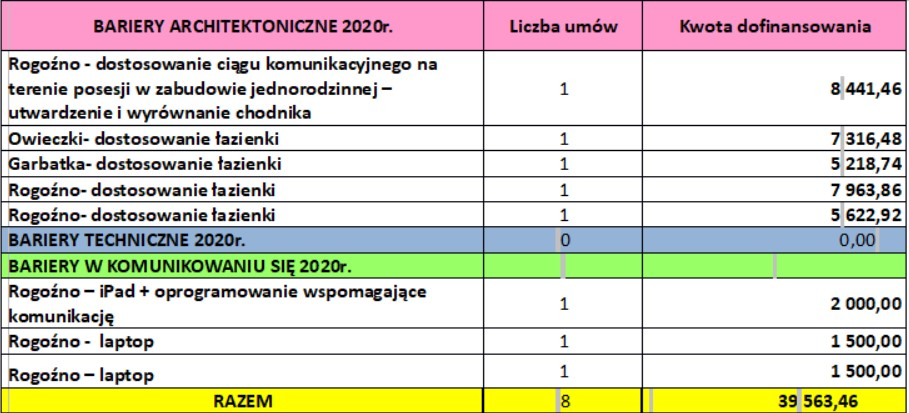 BARIERY ARCHITEKTONICZNE 2020r. Liczba umów Kwota dofinansowania
Rogoźno - dostosowanie ciągu komunikacyjnego na
terenie posesji w zabudowie jednorodzinnej – 1 8 441,46
utwardzenie i wyrównanie chodnika
Owieczki- dostosowanie łazienki 1 7 316,48
Garbatka- dostosowanie łazienki 1 5 218,74
Rogoźno- dostosowanie łazienki 1 7 963,86
Rogoźno- dostosowanie łazienki 1 5 622,92
BARIERY TECHNICZNE 2020r. 0 0,00
BARIERY W KOMUNIKOWANIU SIĘ 2020r.
Rogoźno – iPad + oprogramowanie wspomagające
komunikację 1 2 000,00
Rogoźno - laptop 1 1 500,00
Rogoźno – laptop 1 1 500,00
RAZEM 8 39 563,46